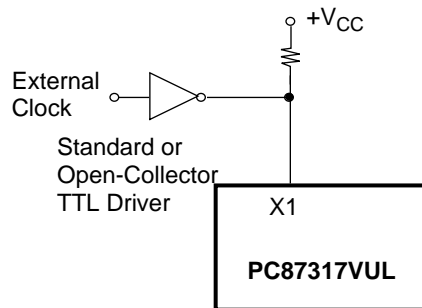 +VCC
External
Clock
Standard or
Open-Collector
TTL Driver
X1
PC87317VUL